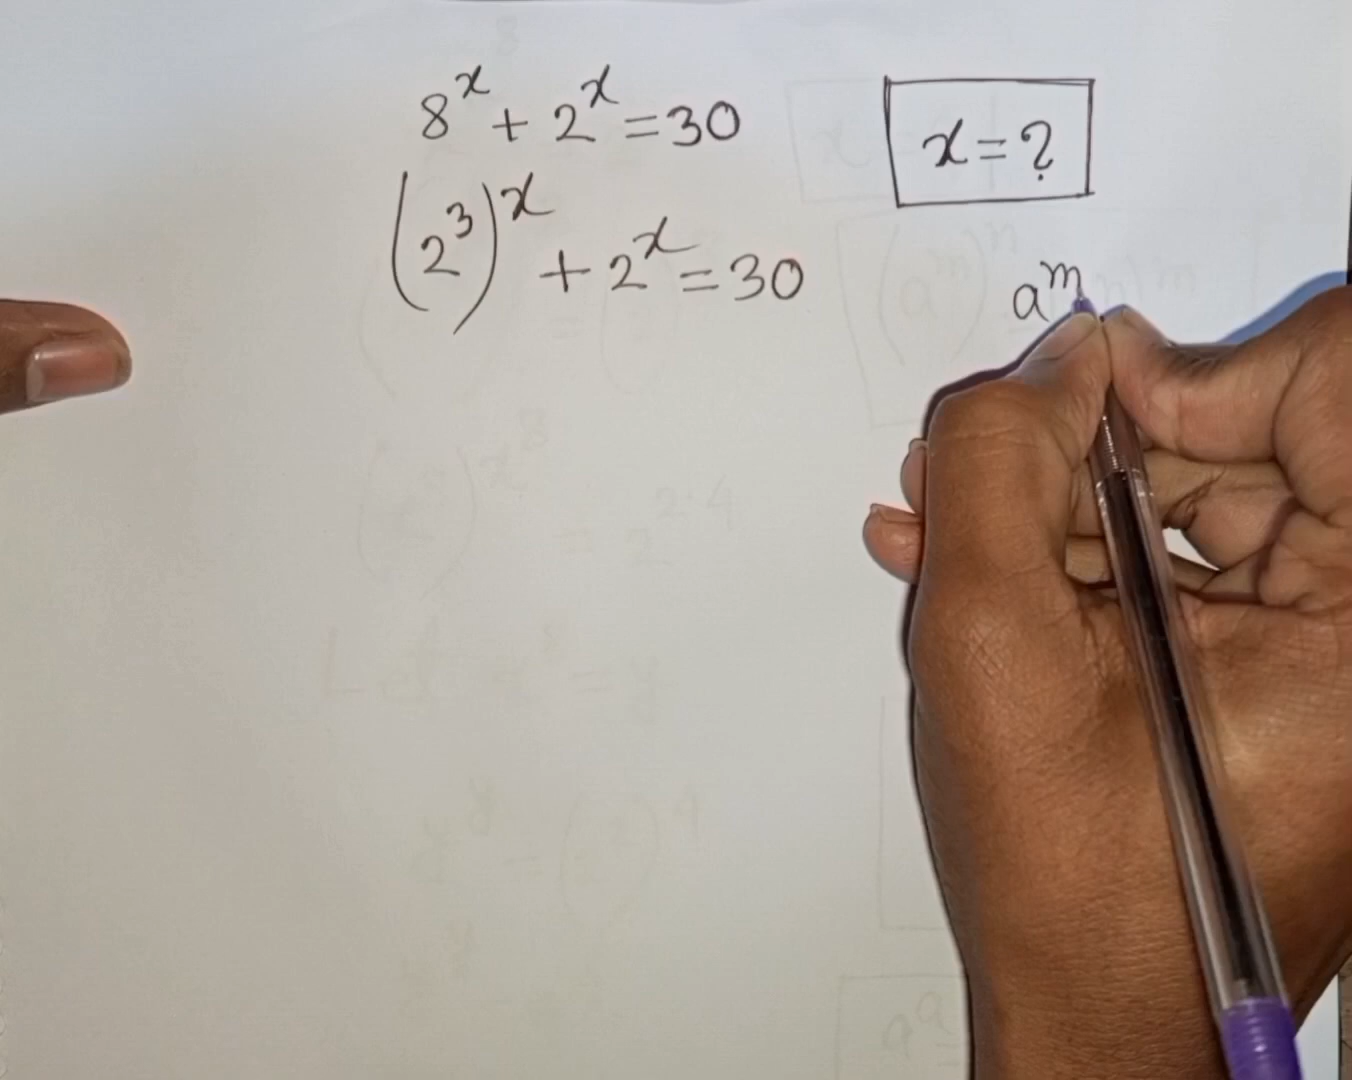 8^x + 2^x = 30
x = ?
(2^3)^x + 2^x = 30
a^m